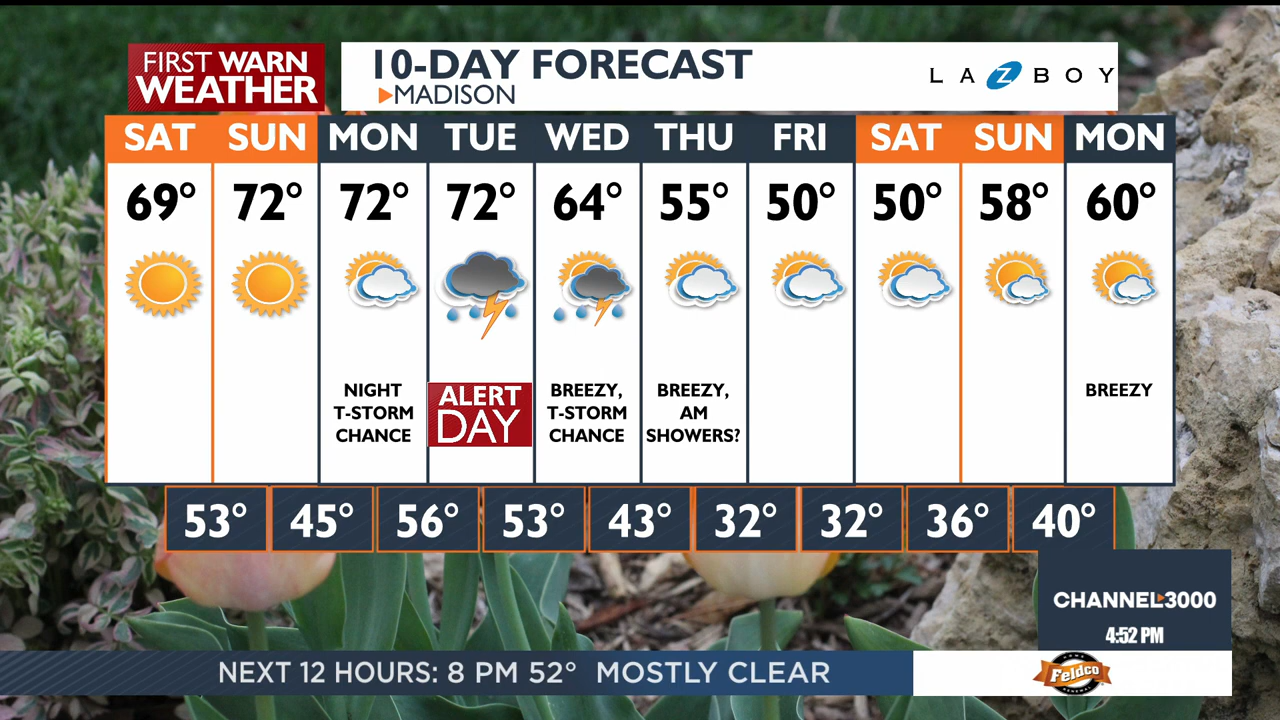 FIRST WARN
WEATHER
10-DAY FORECAST
MADISON
LA Z BOY
SAT SUN MON TUE WED THU FRI SAT SUN MON
69° 72° 72° 72° 64° 55° 50° 50° 58° 60°
NIGHT
T-STORM
CHANCE
ALERT
DAY
BREEZY,
T-STORM
CHANCE
BREEZY,
AM
SHOWERS?
BREEZY
53° 45° 56° 53° 43° 32° 32° 36° 40°
CHANNEL3000
4:52 PM
NEXT 12 HOURS: 8 PM 52° MOSTLY CLEAR
Feldco